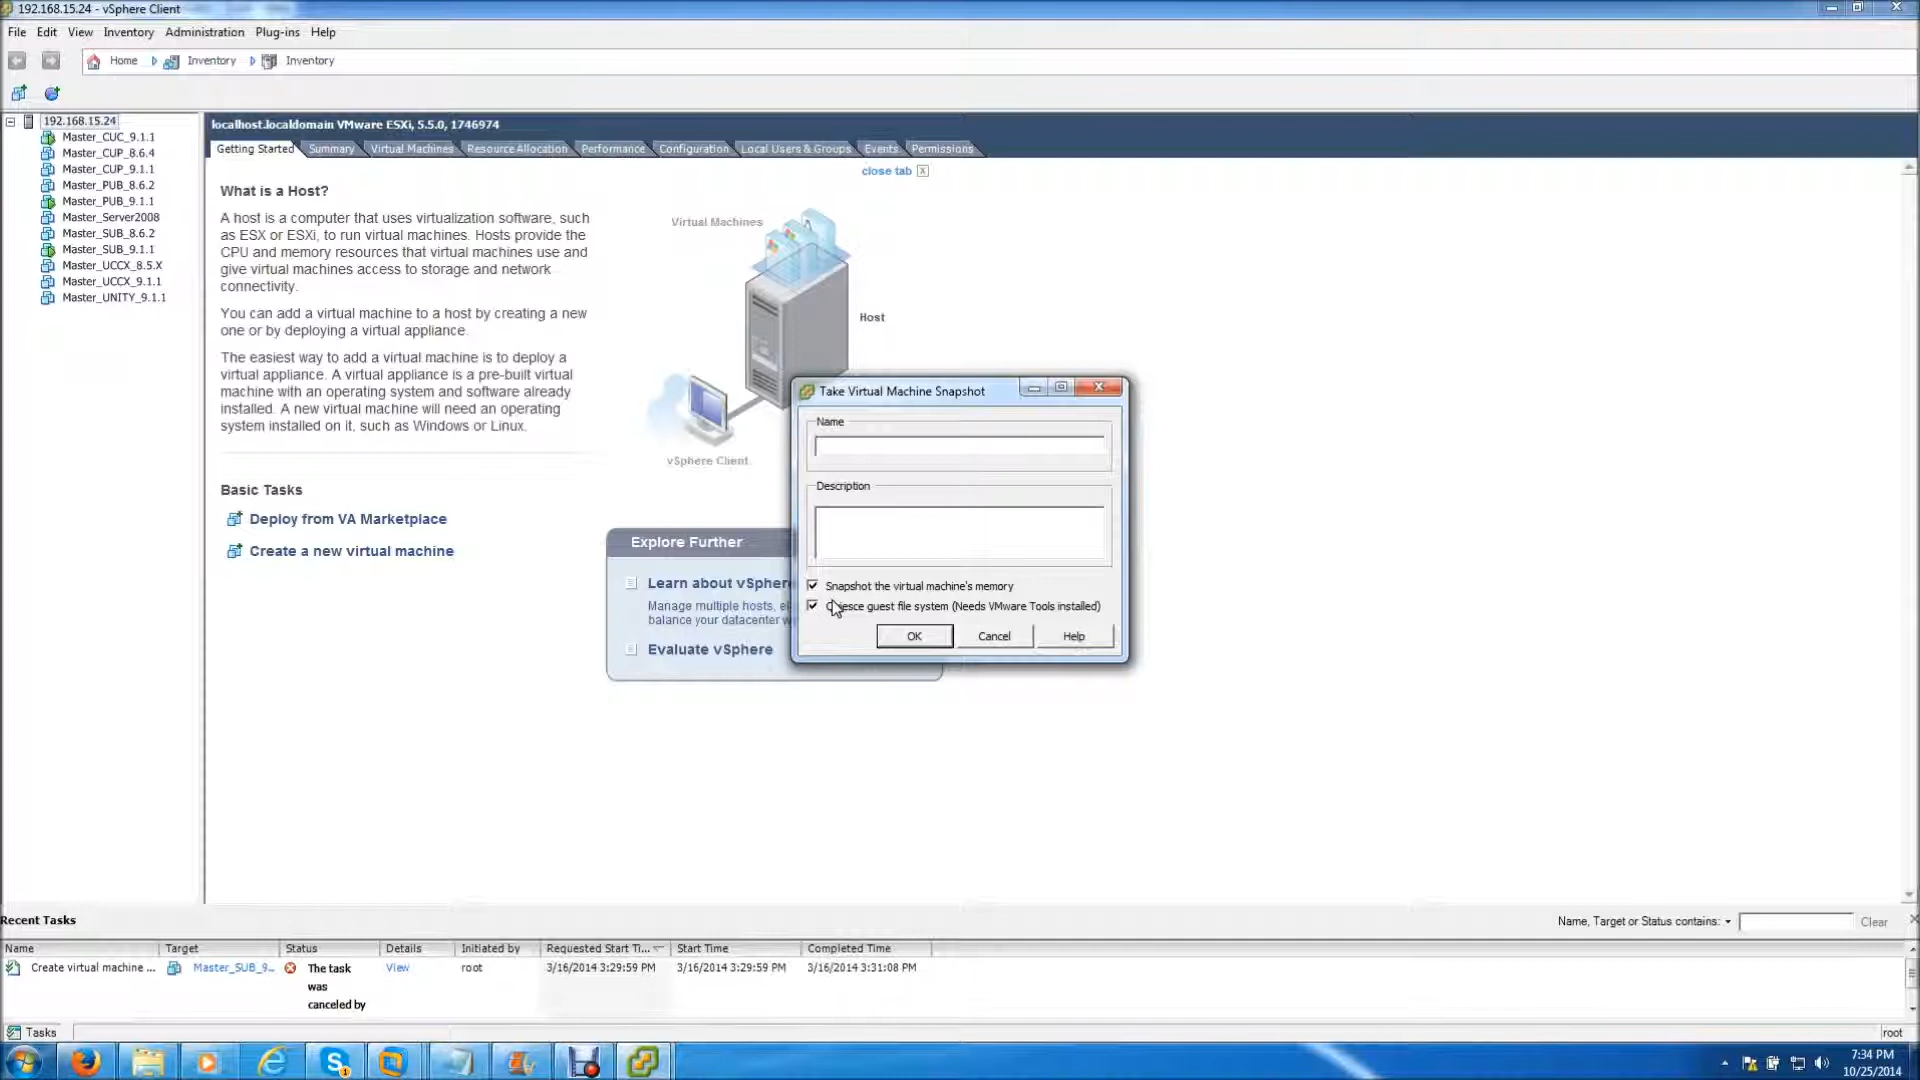 192.168.15.24 - vSphere Client
File Edit View Inventory Administration Plug-ins Help
Home Inventory Inventory
192.168.15.24
Master_CUC_9.1.1
Master_CUP_8.6.4
Master_CUP_9.1.1
Master_PUB_8.6.2
Master_PUB_9.1.1
Master_Server2008
Master_SUB_8.6.2
Master_SUB_9.1.1
Master_UCCX_8.5.X
Master_UCCX_9.1.1
Master_UNITY_9.1.1
localhost.localdomain VMware ESXi, 5.5.0, 1746974
Getting Started Summary Virtual Machines Resource Allocation Performance Configuration Local Users & Groups Events Permissions
close tab
What is a Host?
A host is a computer that uses virtualization software, such
as ESX or ESXi, to run virtual machines. Hosts provide the
CPU and memory resources that virtual machines use and
give virtual machines access to storage and network
connectivity.
You can add a virtual machine to a host by creating a new
one or by deploying a virtual appliance.
The easiest way to add a virtual machine is to deploy a
virtual appliance. A virtual appliance is a pre-built virtual
machine with an operating system and software already
installed. A new virtual machine will need an operating
system installed on it, such as Windows or Linux.
Virtual Machines
Host
vSphere Client
Basic Tasks
Deploy from VA Marketplace
Create a new virtual machine
Explore Further
Learn about vSphere
Manage multiple hosts,
balance your datacenter
Evaluate vSphere
Take Virtual Machine Snapshot
Name
Description
Snapshot the virtual machine's memory
Quiesce guest file system (Needs VMware Tools installed)
OK Cancel Help
Recent Tasks
Name, Target or Status contains: Clear
Name Target Status Details Initiated by Requested Start Ti... Start Time Completed Time
Create virtual machine ... Master_SUB_9... The task View root 3/16/2014 3:29:59 PM 3/16/2014 3:29:59 PM 3/16/2014 3:31:08 PM
was
canceled by
Tasks root
7:34 PM
10/25/2014